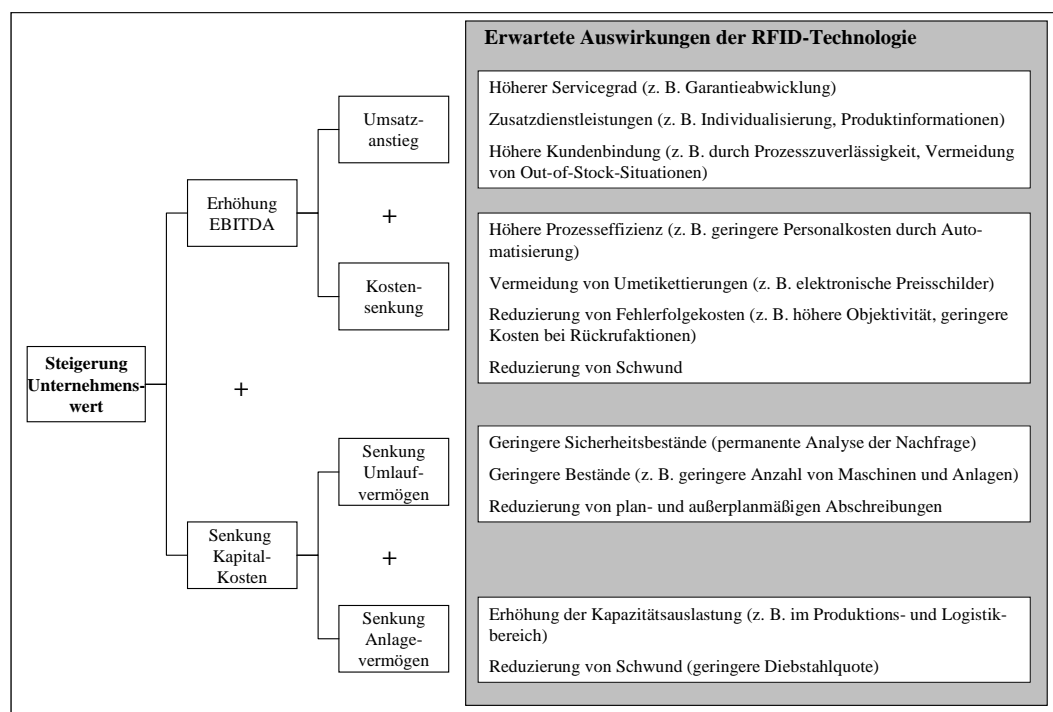 Erwartete Auswirkungen der RFID-Technologie
Umsatz-
anstieg
Höherer Servicegrad (z. B. Garantieabwicklung)
Zusatzdienstleistungen (z. B. Individualisierung, Produktinformationen)
Höhere Kundenbindung (z. B. durch Prozesszuverlässigkeit, Vermeidung
von Out-of-Stock-Situationen)
Erhöhung
EBITDA
+
Kosten-
senkung
Höhere Prozesseffizienz (z. B. geringere Personalkosten durch Auto-
matisierung)
Vermeidung von Umetikettierungen (z. B. elektronische Preisschilder)
Reduzierung von Fehlerfolgekosten (z. B. höhere Objektivität, geringere
Kosten bei Rückrufaktionen)
Reduzierung von Schwund
Steigerung
Unternehmens-
wert
+
Senkung
Umlauf-
vermögen
Geringere Sicherheitsbestände (permanente Analyse der Nachfrage)
Geringere Bestände (z. B. geringere Anzahl von Maschinen und Anlagen)
Reduzierung von plan- und außerplanmäßigen Abschreibungen
Senkung
Kapital-
Kosten
+
Senkung
Anlage-
vermögen
Erhöhung der Kapazitätsauslastung (z. B. im Produktions- und Logistik-
bereich)
Reduzierung von Schwund (geringere Diebstahlquote)